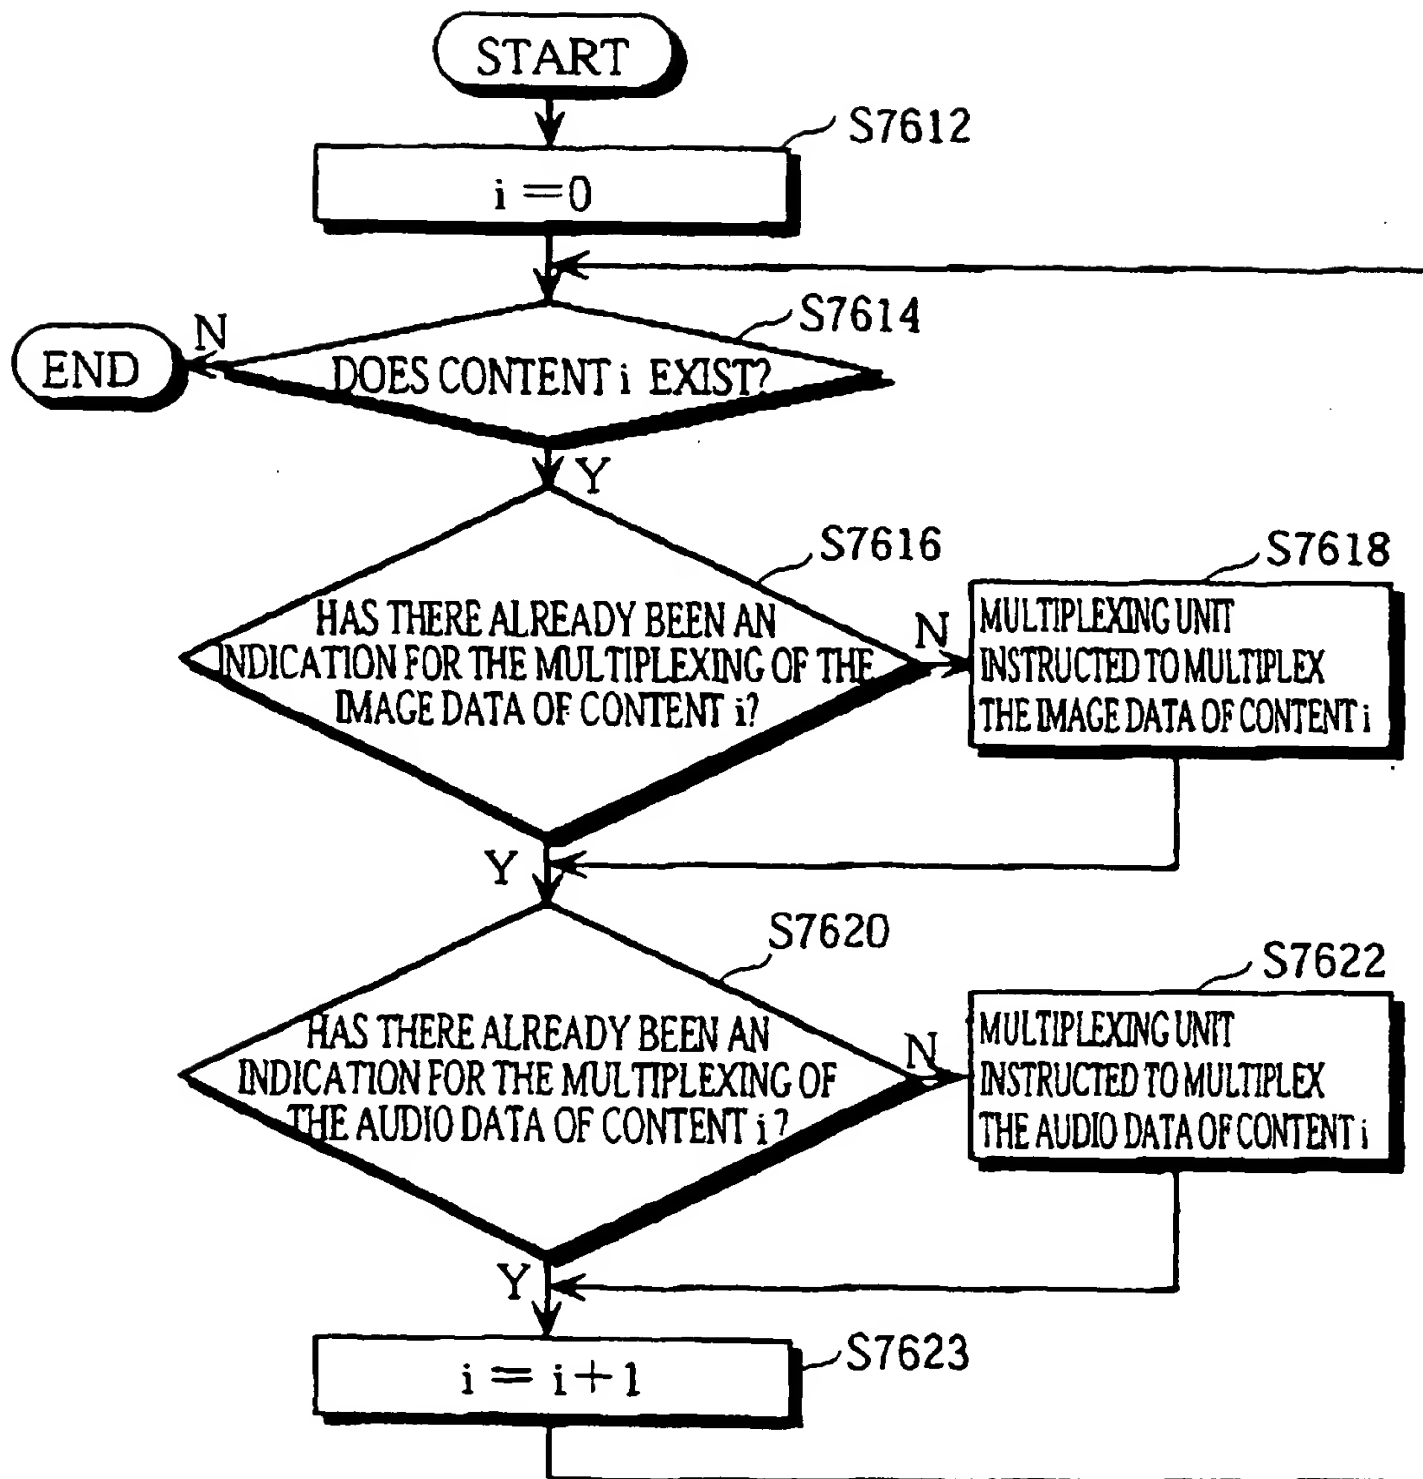 START
S7612
i=0
S7614
N
END
DOES CONTENT i EXIST?
Y
S7616
HAS THERE ALREADY BEEN AN
INDICATION FOR THE MULTIPLEXING OF THE
IMAGE DATA OF CONTENT i?
N
S7618
MULTIPLEXING UNIT
INSTRUCTED TO MULTIPLEX
THE IMAGE DATA OF CONTENT i
Y
S7620
HAS THERE ALREADY BEEN AN
INDICATION FOR THE MULTIPLEXING OF
THE AUDIO DATA OF CONTENT i?
N
S7622
MULTIPLEXING UNIT
INSTRUCTED TO MULTIPLEX
THE AUDIO DATA OF CONTENT i
Y
S7623
i = i+1